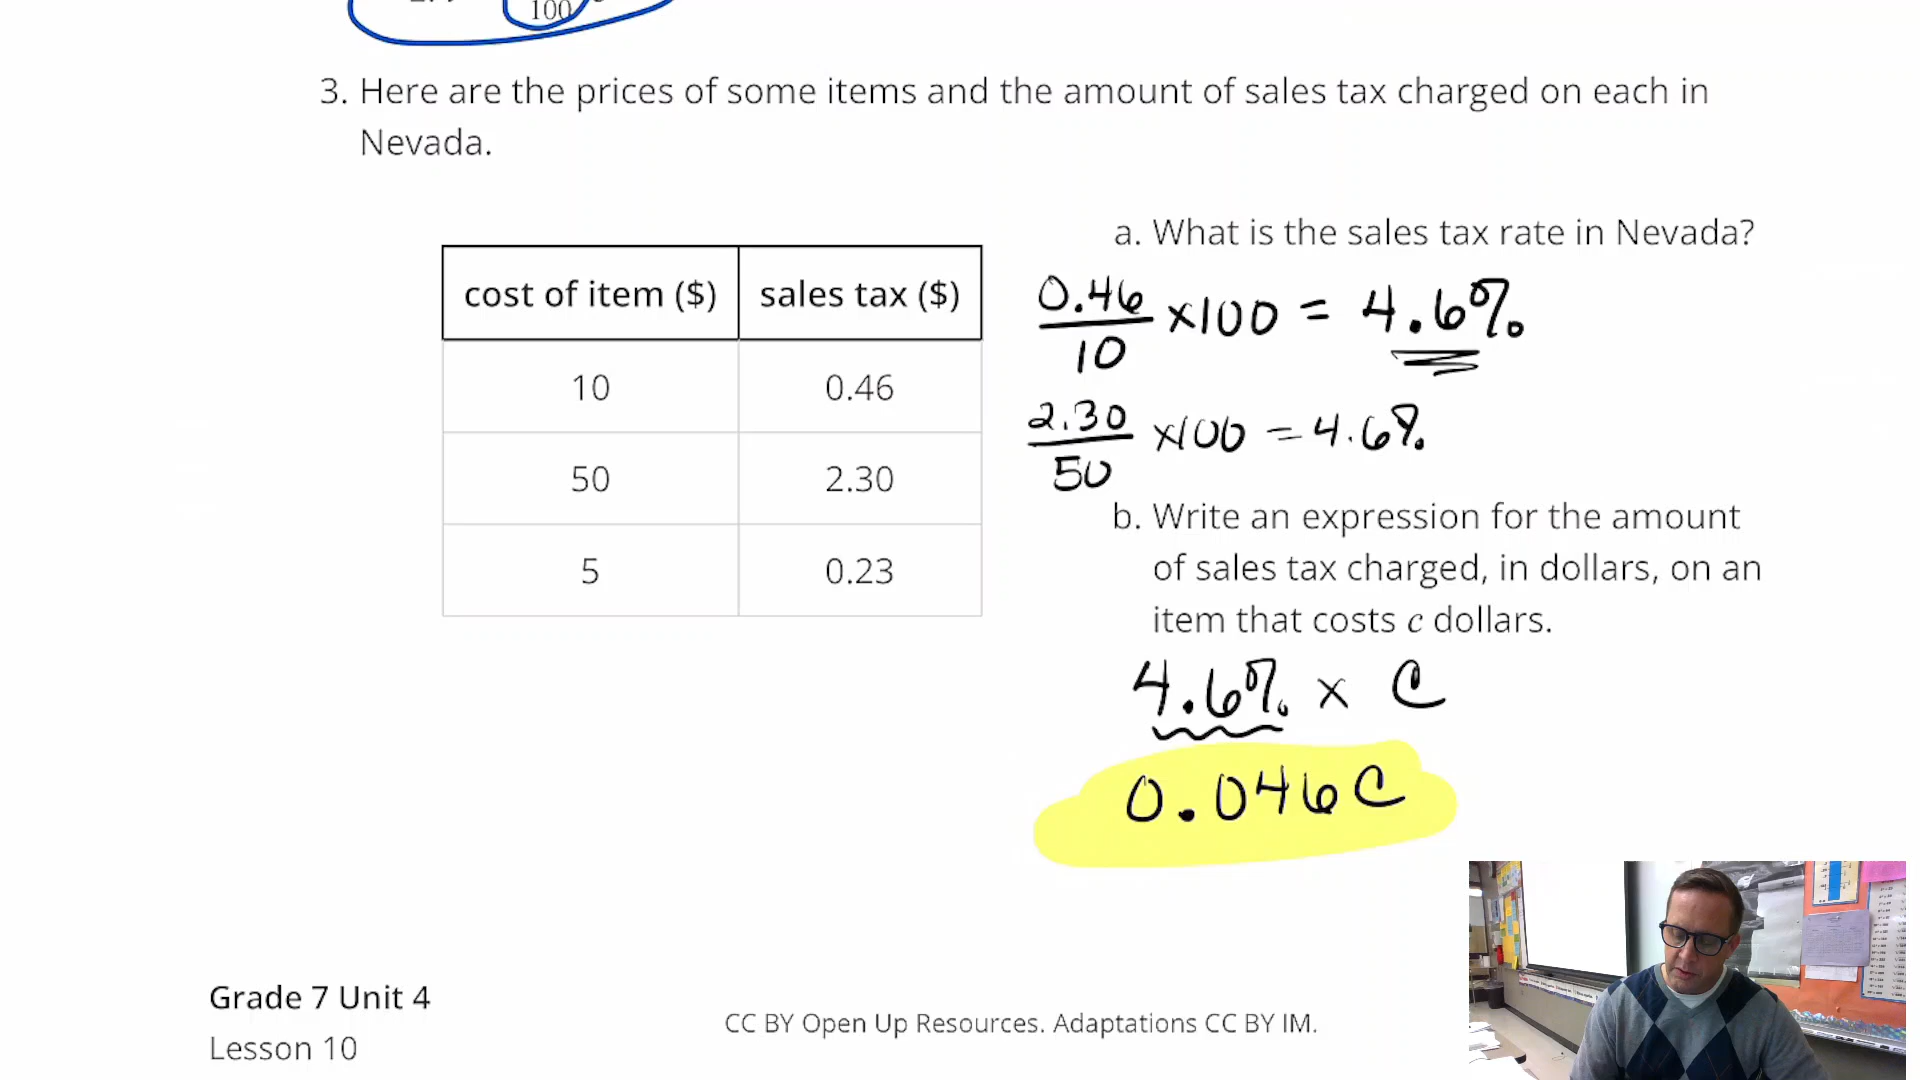 100
3. Here are the prices of some items and the amount of sales tax charged on each in
Nevada.
cost of item ($) sales tax ($)
10 0.46
50 2.30
5 0.23
a. What is the sales tax rate in Nevada?
0.46/10 ×100 = 4.6%
2.30/50 ×100 = 4.6%
b. Write an expression for the amount
of sales tax charged, in dollars, on an
item that costs c dollars.
4.6% × C
0.046C
Grade 7 Unit 4
Lesson 10
CC BY Open Up Resources. Adaptations CC BY IM.